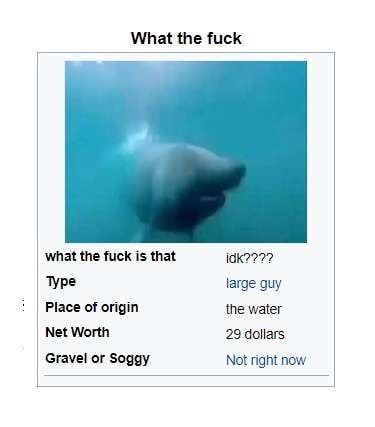 What the fuck
what the fuck is that idk????
Type large guy
Place of origin the water
Net Worth 29 dollars
Gravel or Soggy Not right now